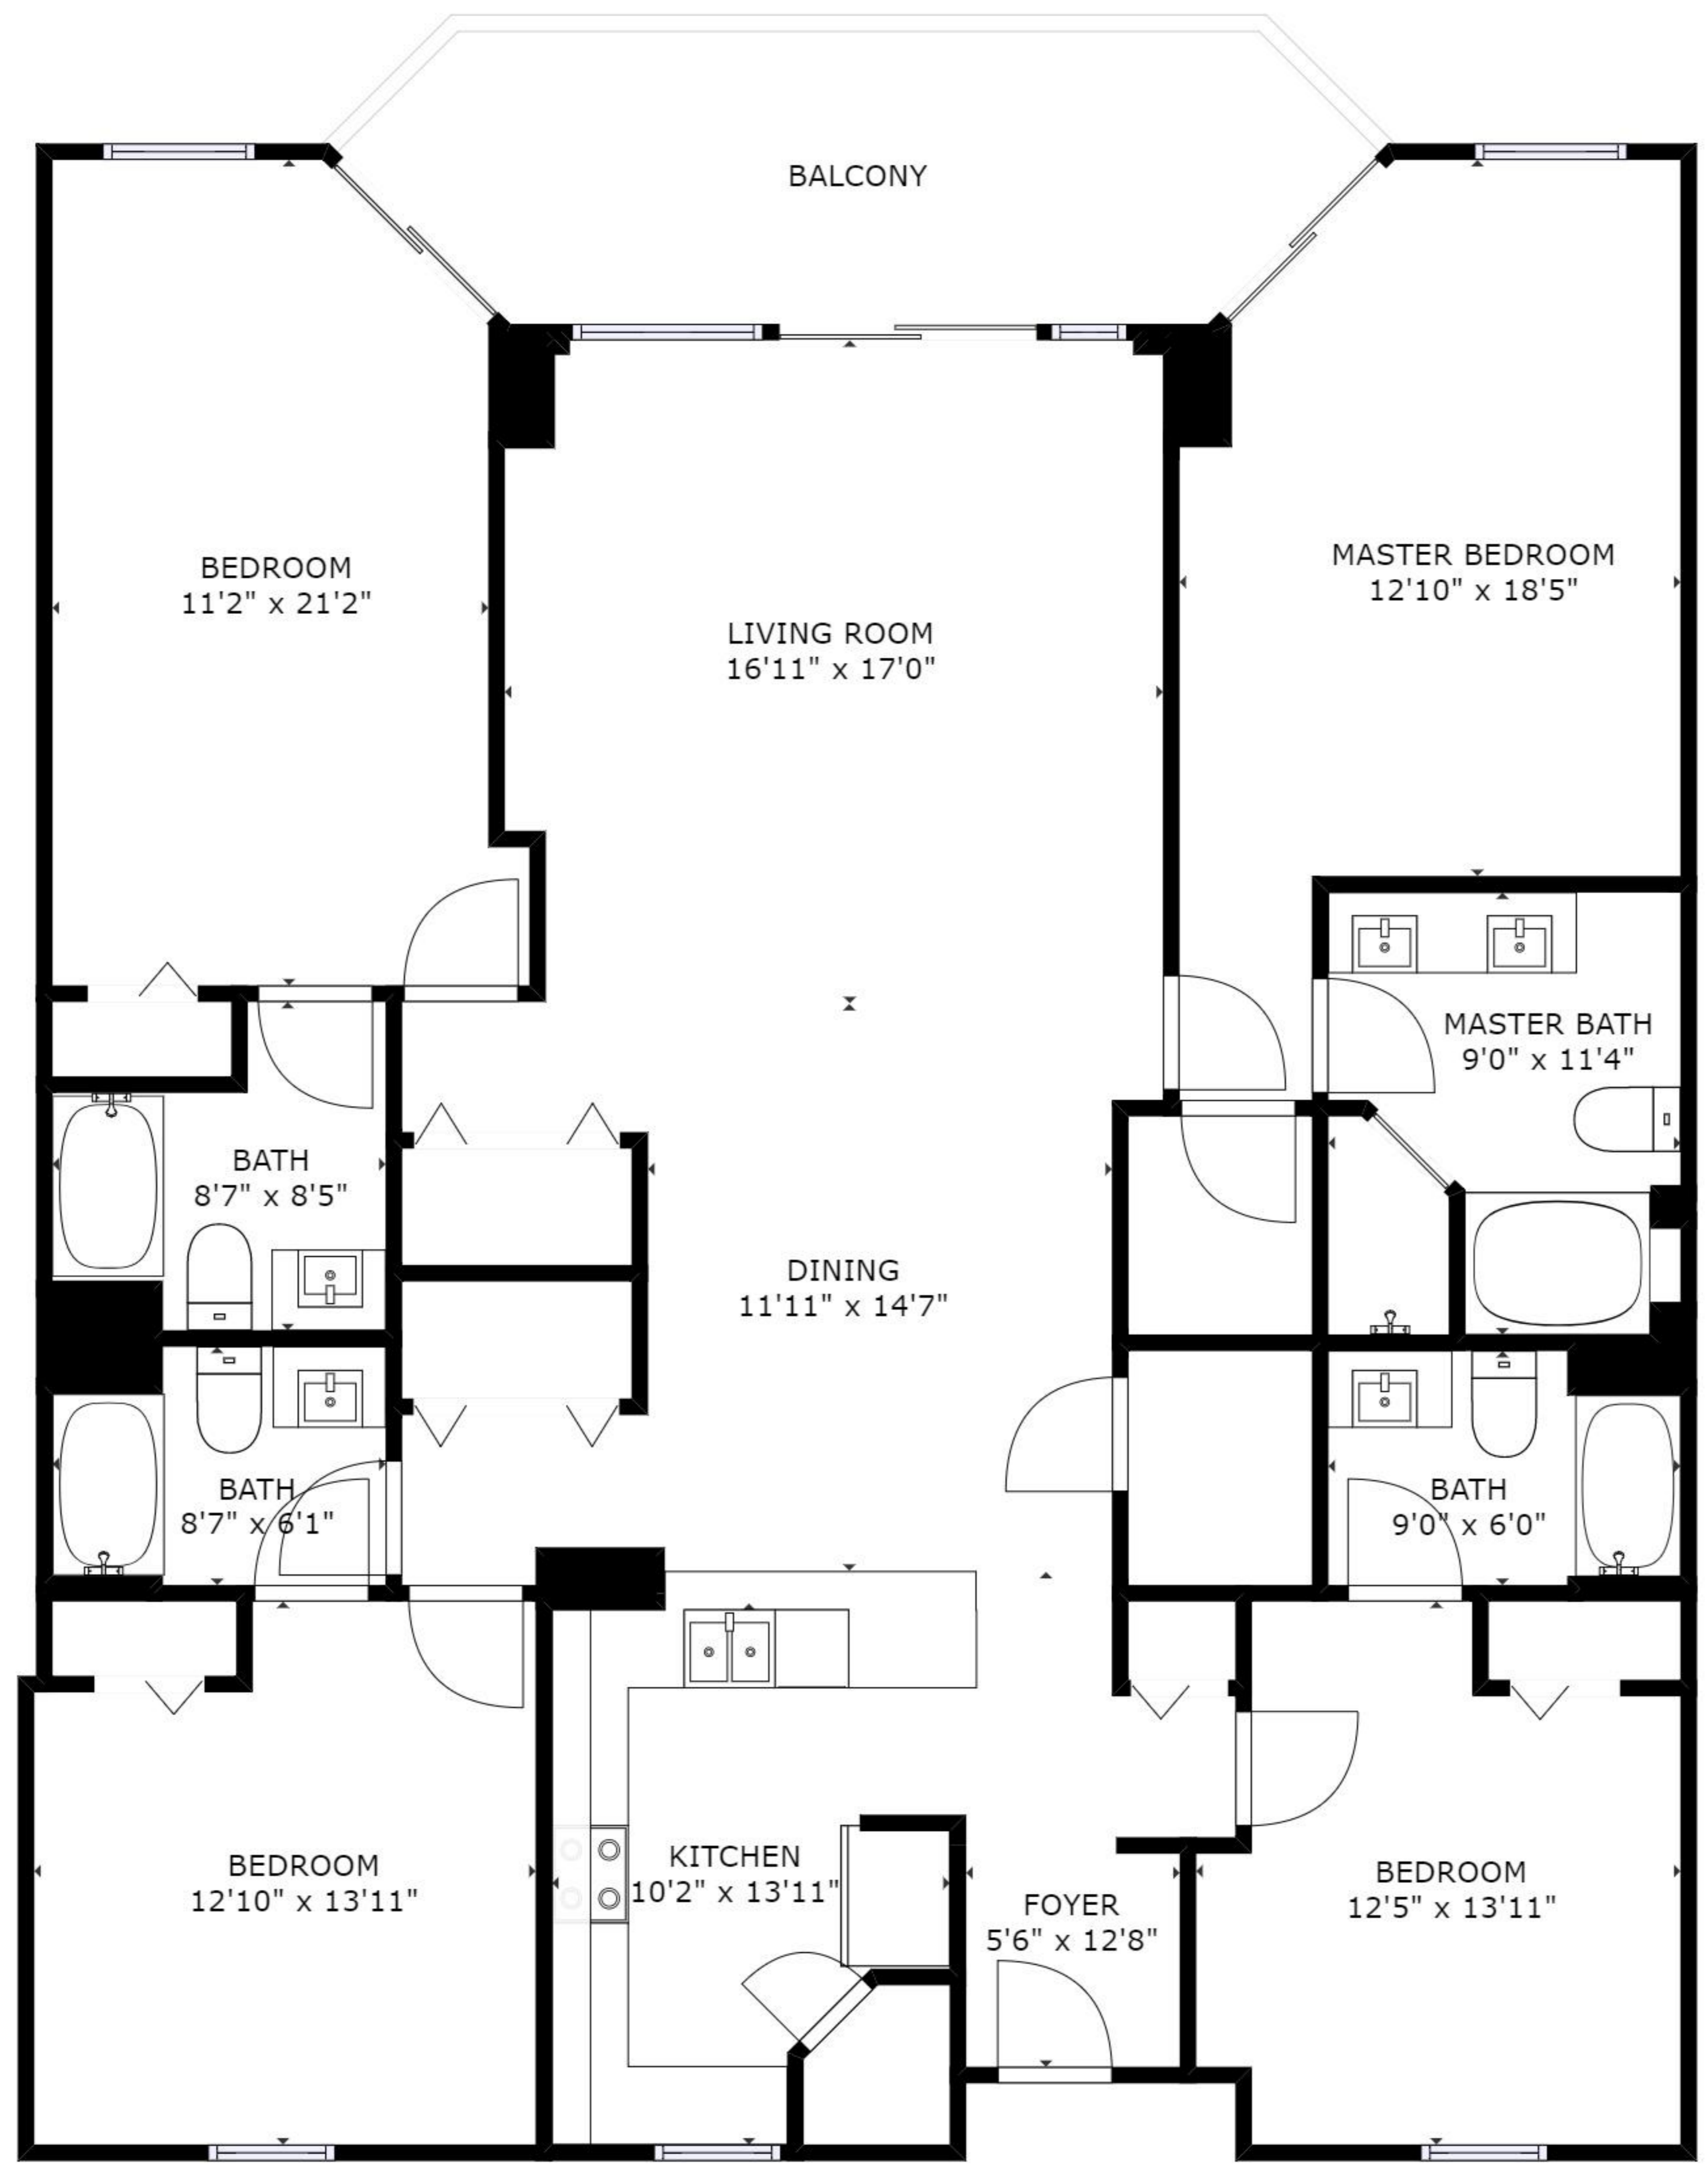 BALCONY
BEDROOM
11'2" x 21'2"
MASTER BEDROOM
12'10" x 18'5"
LIVING ROOM
16'11" x 17'0"
MASTER BATH
9'0" x 11'4"
BATH
8'7" x 8'5"
DINING
11'11" x 14'7"
BATH
8'7" x 6'1"
BATH
9'0" x 6'0"
BEDROOM
12'10" x 13'11"
KITCHEN
10'2" x 13'11"
FOYER
5'6" x 12'8"
BEDROOM
12'5" x 13'11"